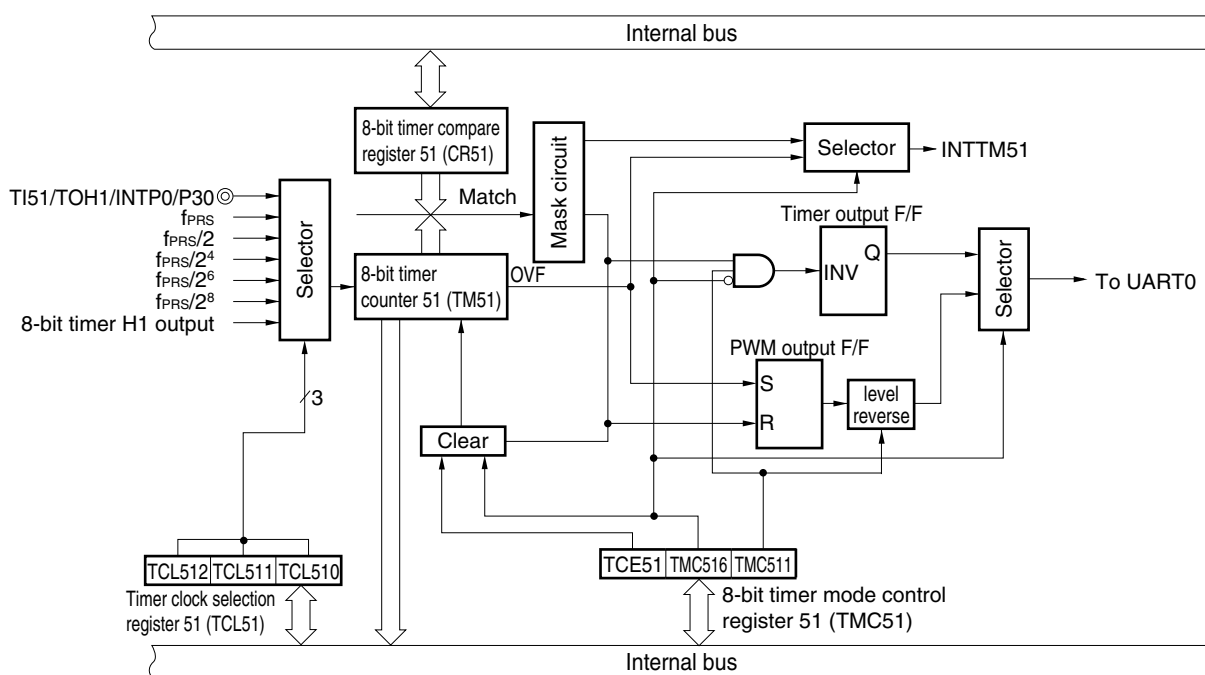 Internal bus
8-bit timer compare
register 51 (CR51)
Mask circuit
Selector
INTTM51
TI51/TOH1/INTP0/P30
fPRS
fPRS/2
fPRS/2⁴
fPRS/2⁶
fPRS/2⁸
8-bit timer H1 output
Selector
Match
8-bit timer
counter 51 (TM51)
OVF
Timer output F/F
Q
INV
Selector
To UART0
PWM output F/F
S
R
level
reverse
3
Clear
TCL512 TCL511 TCL510
Timer clock selection
register 51 (TCL51)
TCE51 TMC516 TMC511
8-bit timer mode control
register 51 (TMC51)
Internal bus